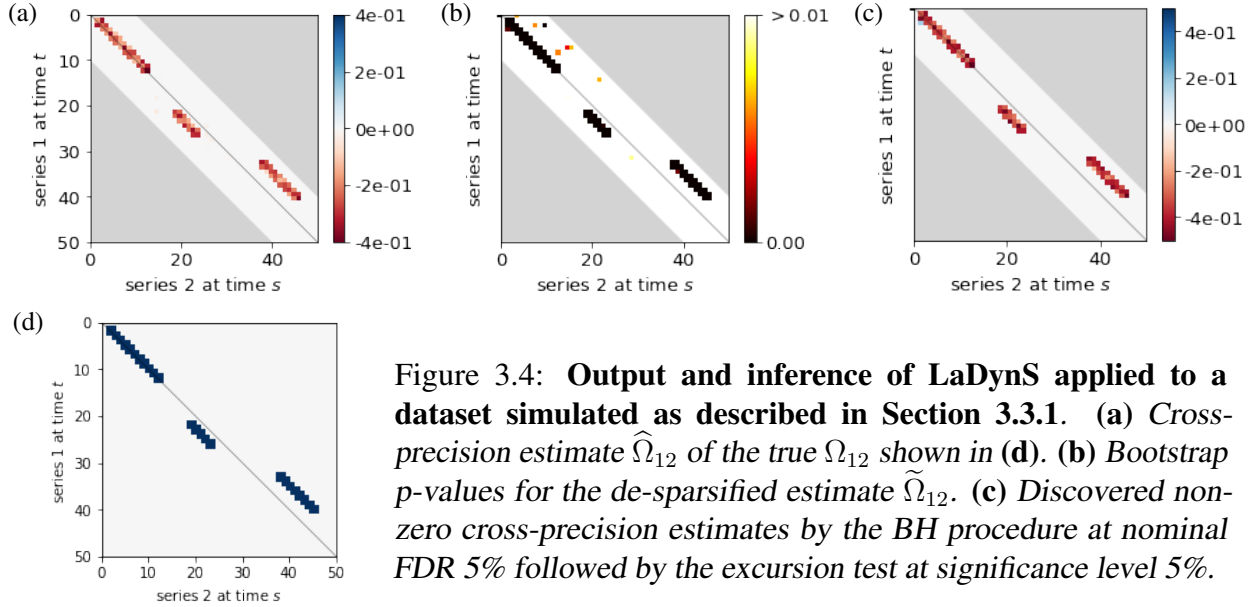 (a)
0
10
20
30
40
50
series 1 at time t
0 20 40
series 2 at time s
4e-01
2e-01
0e+00
-2e-01
-4e-01
(b)
0
10
20
30
40
50
series 1 at time t
0 20 40
series 2 at time s
> 0.01
0.00
(c)
0
10
20
30
40
50
series 1 at time t
0 20 40
series 2 at time s
4e-01
2e-01
0e+00
-2e-01
-4e-01
(d)
0
10
20
30
40
50
series 1 at time t
0 10 20 30 40 50
series 2 at time s
Figure 3.4: Output and inference of LaDynS applied to a
dataset simulated as described in Section 3.3.1. (a) Cross-
precision estimate Ω̂₁₂ of the true Ω₁₂ shown in (d). (b) Bootstrap
p-values for the de-sparsified estimate Ω̃₁₂. (c) Discovered non-
zero cross-precision estimates by the BH procedure at nominal
FDR 5% followed by the excursion test at significance level 5%.